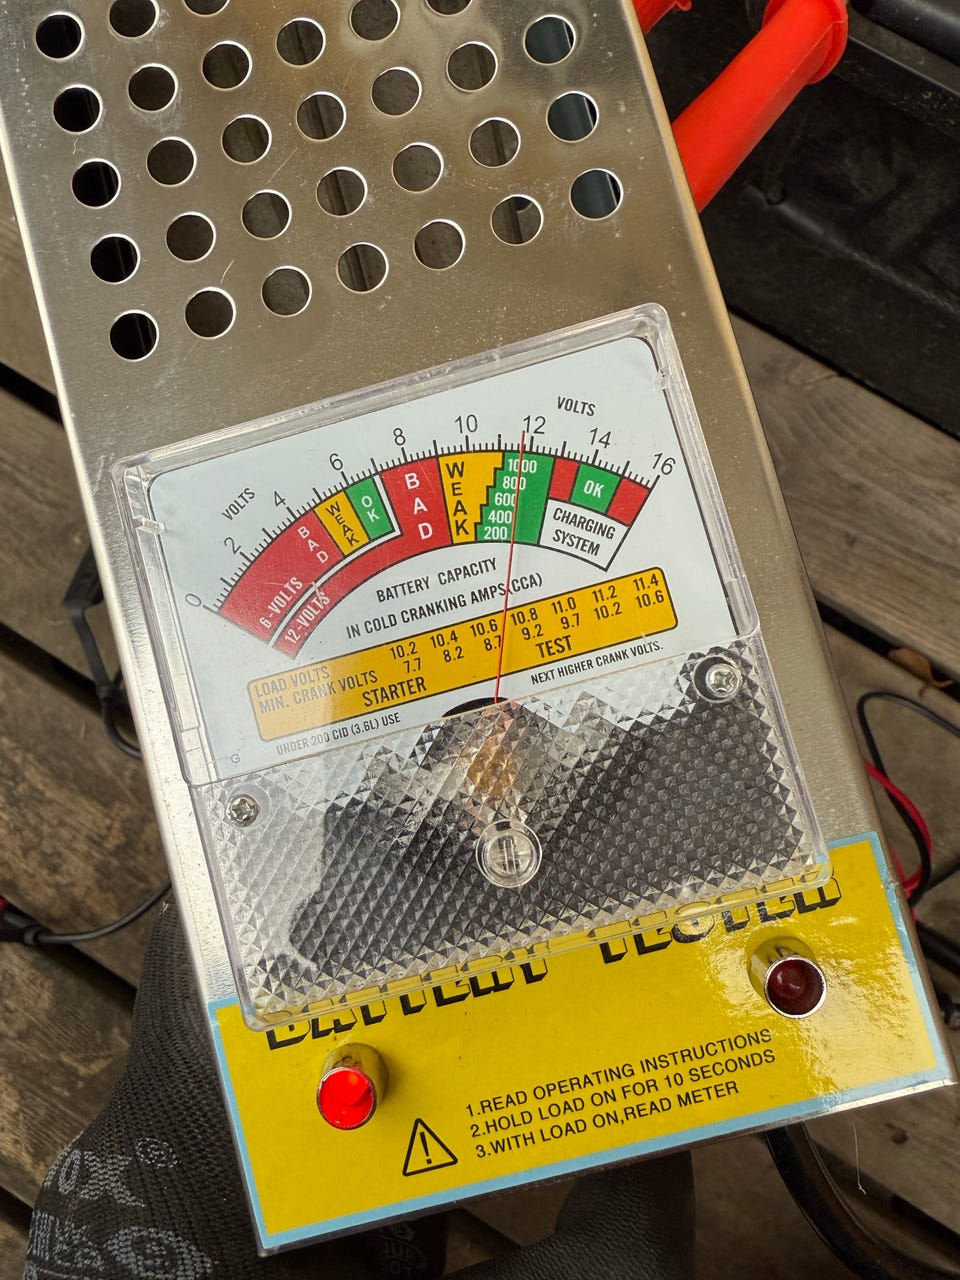 VOLTS
VOLTS
0 2 4 6 8 10 12 14 16
BAD
WEAK
OK
BAD
WEAK
1000
800
600
400
200
OK
CHARGING
SYSTEM
6-VOLTS
12-VOLTS
BATTERY CAPACITY
IN COLD CRANKING AMPS(CCA)
LOAD VOLTS 10.2 10.4 10.6 10.8 11.0 11.2 11.4
MIN. CRANK VOLTS 7.7 8.2 8.7 9.2 9.7 10.2 10.6
STARTER TEST
UNDER 200 CID (3.6L) USE NEXT HIGHER CRANK VOLTS.
G
BATTERY TESTER
1.READ OPERATING INSTRUCTIONS
2.HOLD LOAD ON FOR 10 SECONDS
3.WITH LOAD ON,READ METER